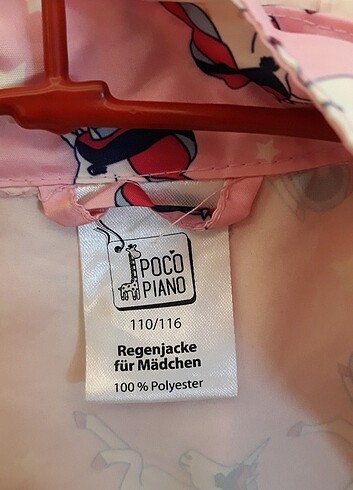 POCO
PIANO
110/116
Regenjacke
für Mädchen
100 % Polyester